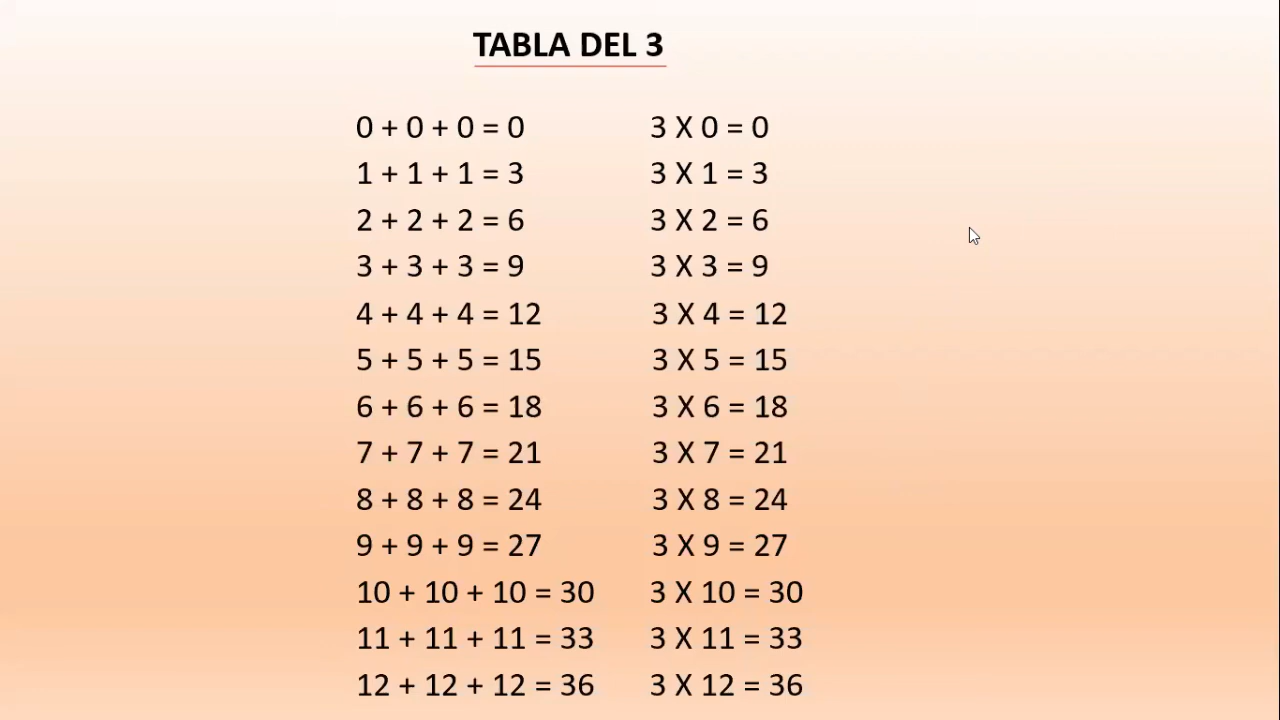 TABLA DEL 3
0 + 0 + 0 = 0 3 X 0 = 0
1 + 1 + 1 = 3 3 X 1 = 3
2 + 2 + 2 = 6 3 X 2 = 6
3 + 3 + 3 = 9 3 X 3 = 9
4 + 4 + 4 = 12 3 X 4 = 12
5 + 5 + 5 = 15 3 X 5 = 15
6 + 6 + 6 = 18 3 X 6 = 18
7 + 7 + 7 = 21 3 X 7 = 21
8 + 8 + 8 = 24 3 X 8 = 24
9 + 9 + 9 = 27 3 X 9 = 27
10 + 10 + 10 = 30 3 X 10 = 30
11 + 11 + 11 = 33 3 X 11 = 33
12 + 12 + 12 = 36 3 X 12 = 36